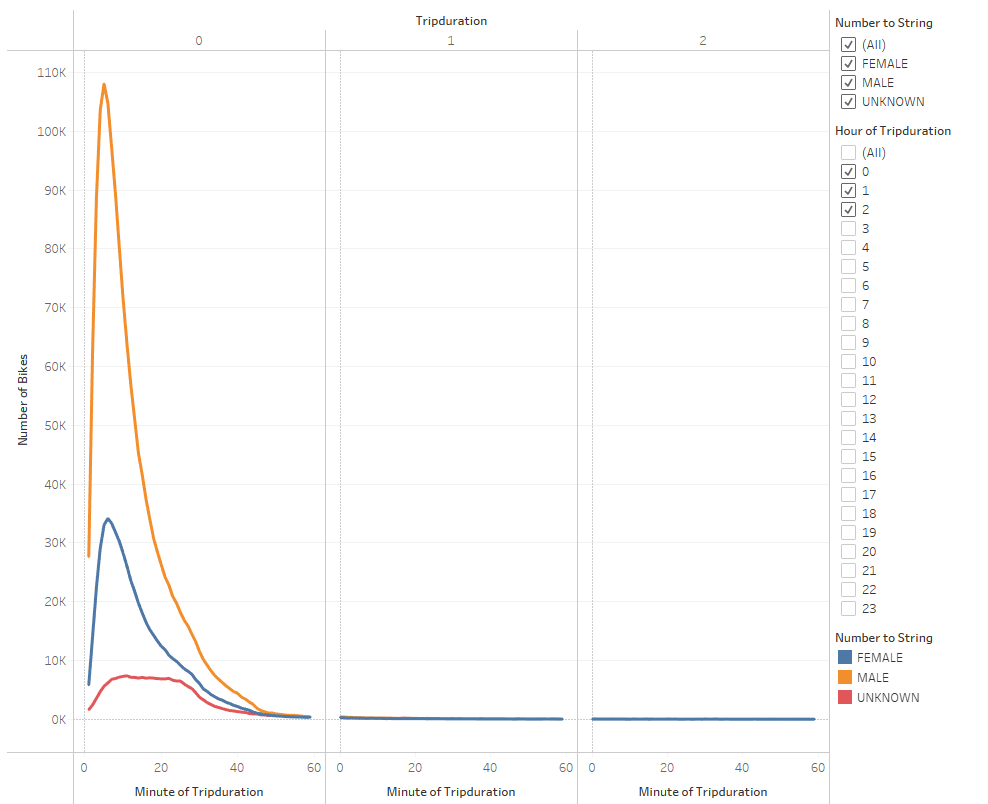 Tripduration
0 1 2
110K
100K
90K
80K
70K
60K
50K
40K
30K
20K
10K
0K
Number of Bikes
0 20 40 60 0 20 40 60 0 20 40 60
Minute of Tripduration Minute of Tripduration Minute of Tripduration
Number to String
(All)
FEMALE
MALE
UNKNOWN
Hour of Tripduration
(All)
0
1
2
3
4
5
6
7
8
9
10
11
12
13
14
15
16
17
18
19
20
21
22
23
Number to String
FEMALE
MALE
UNKNOWN